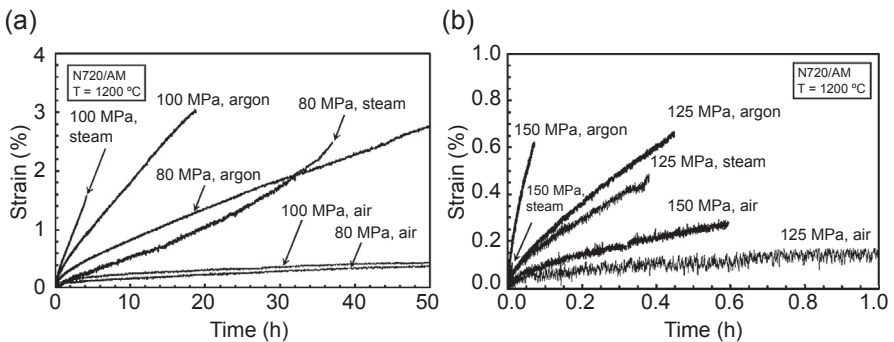 (a)
4
3
2
1
0
Strain (%)
N720/AM
T = 1200 ºC
100 MPa,
steam
100 MPa, argon
80 MPa, steam
80 MPa, argon
100 MPa, air
80 MPa, air
0
10
20
30
40
50
Time (h)
(b)
1.0
0.8
0.6
0.4
0.2
0.0
Strain (%)
N720/AM
T = 1200 ºC
150 MPa, argon
125 MPa, argon
125 MPa, steam
150 MPa,
steam
150 MPa, air
125 MPa, air
0.0
0.2
0.4
0.6
0.8
1.0
Time (h)